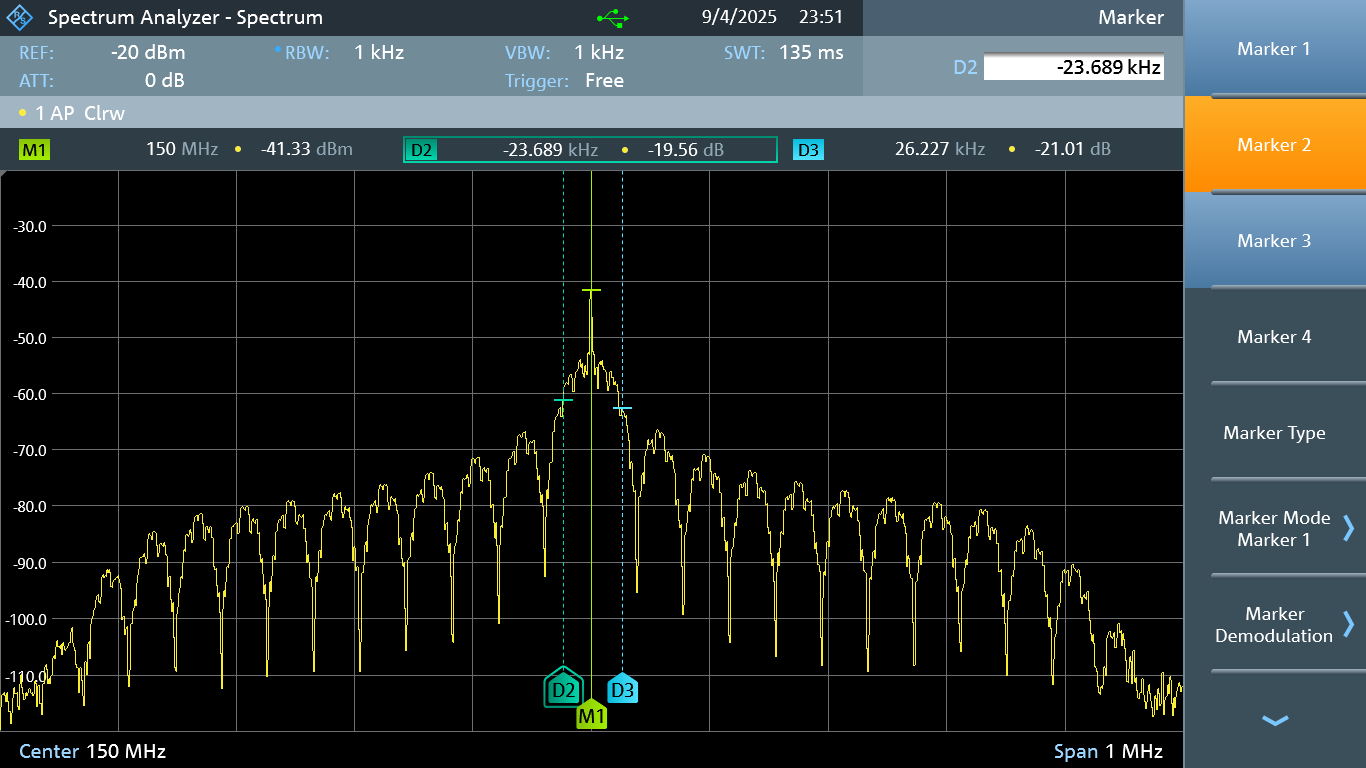 Spectrum Analyzer - Spectrum 9/4/2025 23:51 Marker
REF: -20 dBm RBW: 1 kHz VBW: 1 kHz SWT: 135 ms
D2 -23.689 kHz
ATT: 0 dB Trigger: Free
1 AP Clrw
M1 150 MHz -41.33 dBm D2 -23.689 kHz -19.56 dB D3 26.227 kHz -21.01 dB
-30.0
-40.0
-50.0
-60.0
-70.0
-80.0
-90.0
-100.0
-110.0
D2 D3
M1
Center 150 MHz Span 1 MHz
Marker 1
Marker 2
Marker 3
Marker 4
Marker Type
Marker Mode
Marker 1
Marker
Demodulation